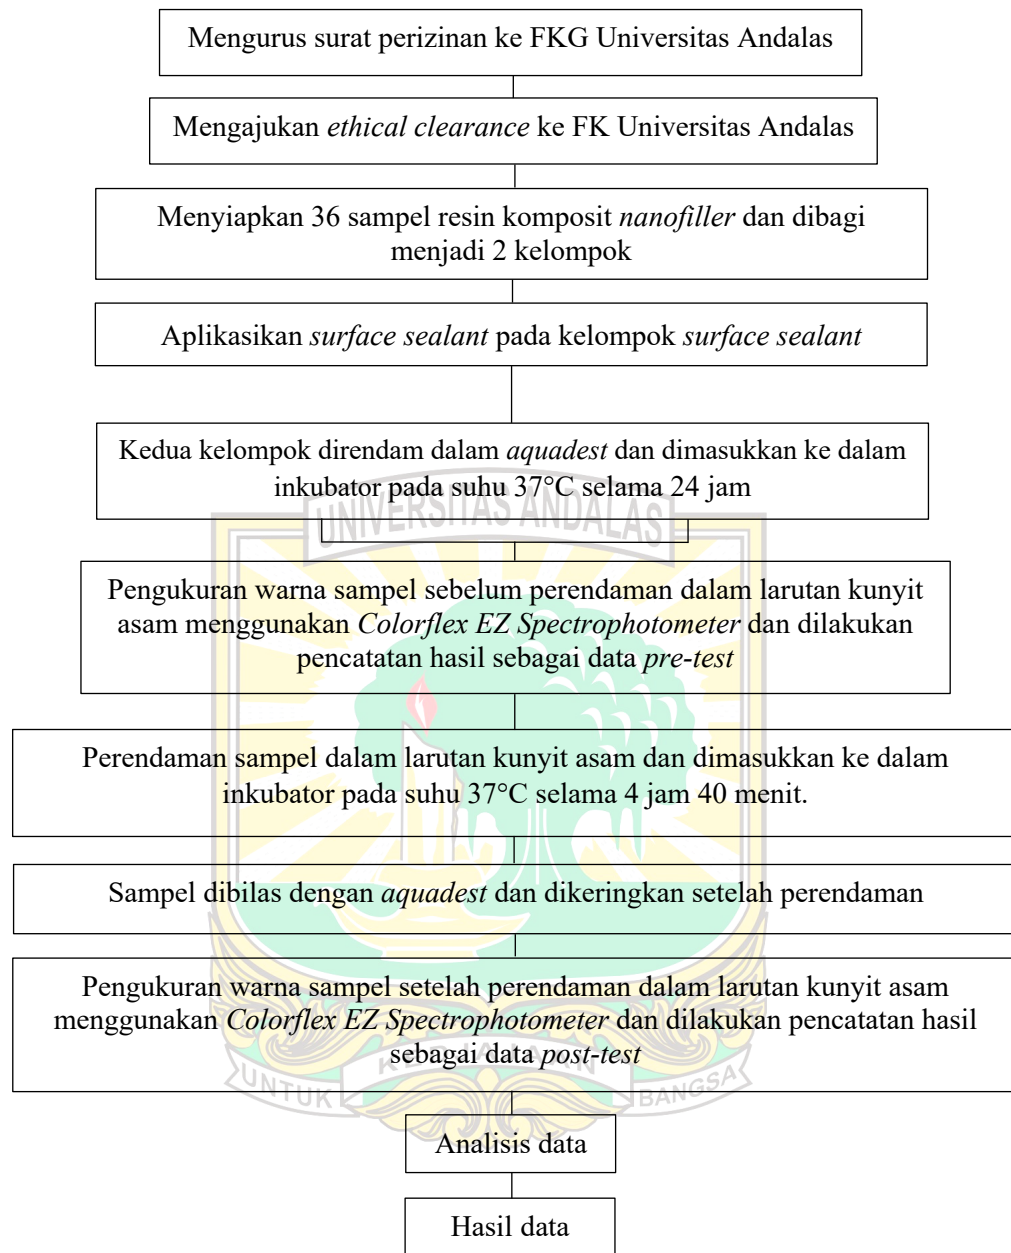 Mengurus surat perizinan ke FKG Universitas Andalas
Mengajukan ethical clearance ke FK Universitas Andalas
Menyiapkan 36 sampel resin komposit nanofiller dan dibagi
menjadi 2 kelompok
Aplikasikan surface sealant pada kelompok surface sealant
Kedua kelompok direndam dalam aquadest dan dimasukkan ke dalam
inkubator pada suhu 37°C selama 24 jam
UNIVERSITAS ANDALAS
Pengukuran warna sampel sebelum perendaman dalam larutan kunyit
asam menggunakan Colorflex EZ Spectrophotometer dan dilakukan
pencatatan hasil sebagai data pre-test
Perendaman sampel dalam larutan kunyit asam dan dimasukkan ke dalam
inkubator pada suhu 37°C selama 4 jam 40 menit.
Sampel dibilas dengan aquadest dan dikeringkan setelah perendaman
Pengukuran warna sampel setelah perendaman dalam larutan kunyit asam
menggunakan Colorflex EZ Spectrophotometer dan dilakukan pencatatan hasil
sebagai data post-test
UNTUK KEDJAJAAN BANGSA
Analisis data
Hasil data